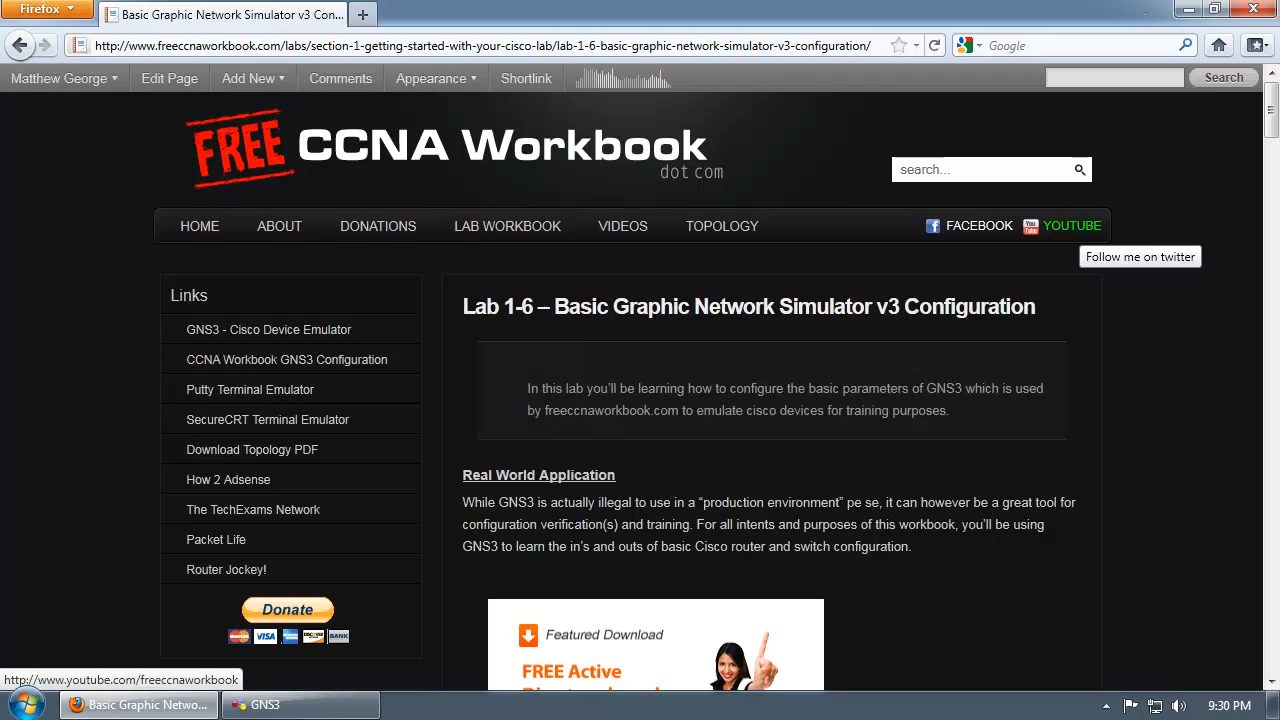 Firefox
Basic Graphic Network Simulator v3 Con...
http://www.freeccnaworkbook.com/labs/section-1-getting-started-with-your-cisco-lab/lab-1-6-basic-graphic-network-simulator-v3-configuration/
Google
Matthew George
Edit Page
Add New
Comments
Appearance
Shortlink
Search
FREE CCNA Workbook
dot com
search...
HOME
ABOUT
DONATIONS
LAB WORKBOOK
VIDEOS
TOPOLOGY
FACEBOOK
You Tube
YOUTUBE
Follow me on twitter
Links
GNS3 - Cisco Device Emulator
CCNA Workbook GNS3 Configuration
Putty Terminal Emulator
SecureCRT Terminal Emulator
Download Topology PDF
How 2 Adsense
The TechExams Network
Packet Life
Router Jockey!
Donate
VISA
BANK
Lab 1-6 – Basic Graphic Network Simulator v3 Configuration
In this lab you’ll be learning how to configure the basic parameters of GNS3 which is used
by freeccnaworkbook.com to emulate cisco devices for training purposes.
Real World Application
While GNS3 is actually illegal to use in a “production environment” pe se, it can however be a great tool for
configuration verification(s) and training. For all intents and purposes of this workbook, you’ll be using
GNS3 to learn the in’s and outs of basic Cisco router and switch configuration.
Featured Download
FREE Active
http://www.youtube.com/freeccnaworkbook
Basic Graphic Netwo...
GNS3
9:30 PM